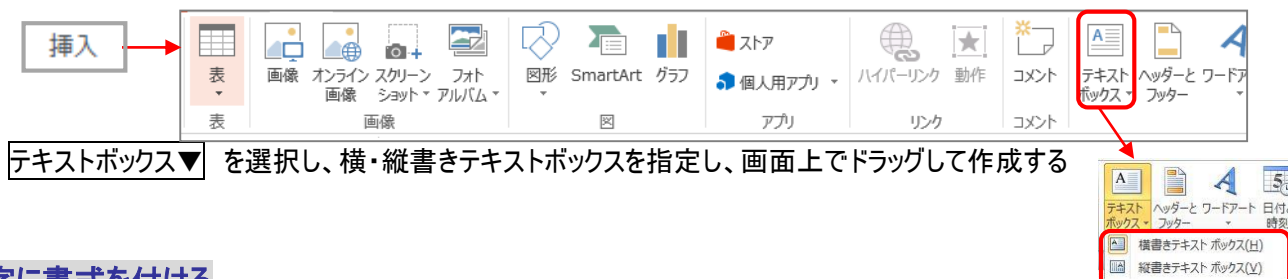 挿入
表
画像
オンライン
画像
スクリーン
ショット
フォト
アルバム
図形
SmartArt
グラフ
ストア
個人用アプリ
ハイパーリンク
動作
コメント
テキスト
ボックス
ヘッダーと
フッター
ワードア
表
画像
図
アプリ
リンク
コメント
テキストボックス▼ を選択し、横・縦書きテキストボックスを指定し、画面上でドラッグして作成する
テキスト
ボックス
ヘッダーと
フッター
ワードアート
日付
時刻
横書きテキスト ボックス(H)
縦書きテキスト ボックス(V)
字に書式を付ける